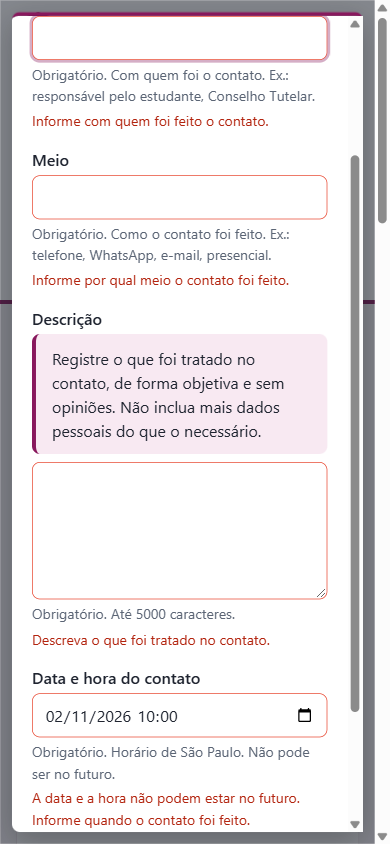 Obrigatório. Com quem foi o contato. Ex.:
responsável pelo estudante, Conselho Tutelar.
Informe com quem foi feito o contato.
Meio
Obrigatório. Como o contato foi feito. Ex.:
telefone, WhatsApp, e-mail, presencial.
Informe por qual meio o contato foi feito.
Descrição
Registre o que foi tratado no
contato, de forma objetiva e sem
opiniões. Não inclua mais dados
pessoais do que o necessário.
Obrigatório. Até 5000 caracteres.
Descreva o que foi tratado no contato.
Data e hora do contato
02/11/2026 10:00
Obrigatório. Horário de São Paulo. Não pode
ser no futuro.
A data e a hora não podem estar no futuro.
Informe quando o contato foi feito.